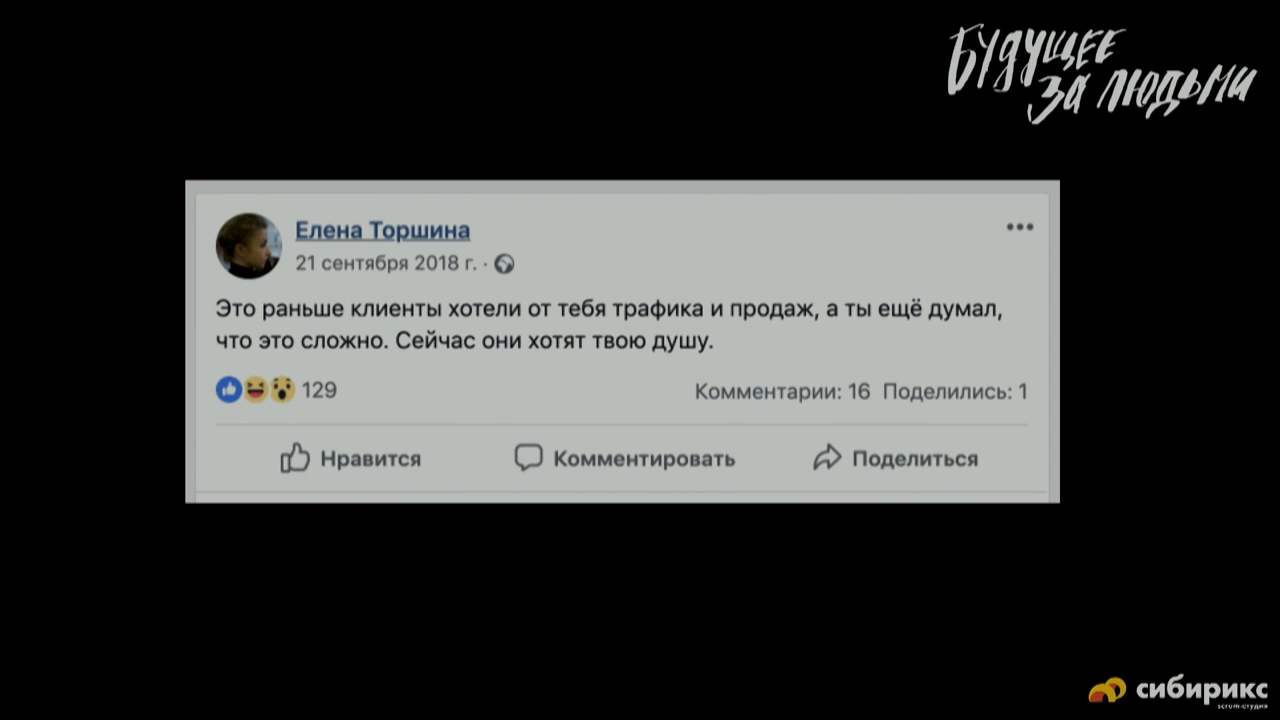 Будущее
за людьми
Елена Торшина
21 сентября 2018 г. ·
Это раньше клиенты хотели от тебя трафика и продаж, а ты ещё думал,
что это сложно. Сейчас они хотят твою душу.
129
Комментарии: 16 Поделились: 1
Нравится
Комментировать
Поделиться
сибирикс
scrum-студия